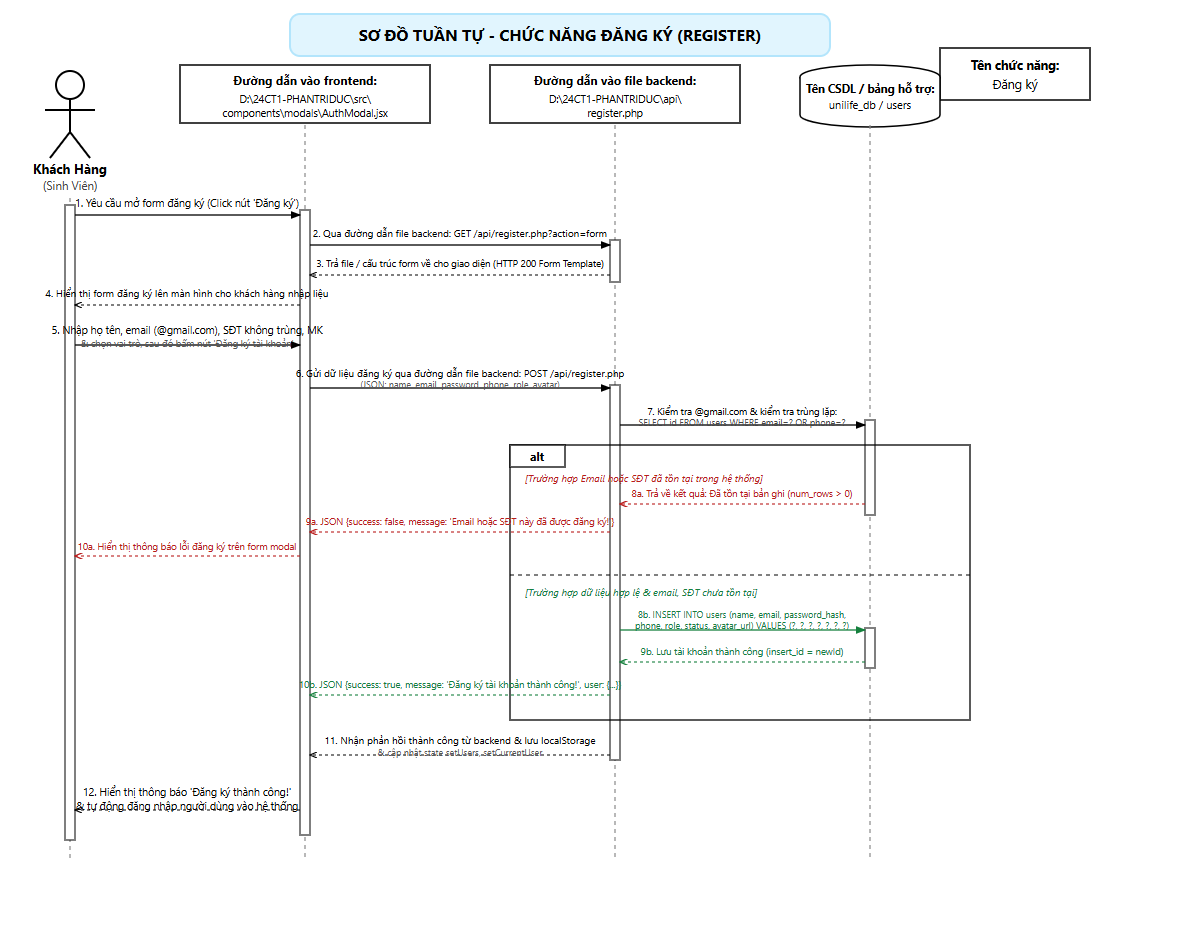 SƠ ĐỒ TUẦN TỰ - CHỨC NĂNG ĐĂNG KÝ (REGISTER)
Khách Hàng
(Sinh Viên)
Đường dẫn vào frontend:
D:\24CT1-PHANTRIDUC\src\
components\modals\AuthModal.jsx
Đường dẫn vào file backend:
D:\24CT1-PHANTRIDUC\api\
register.php
Tên CSDL / bảng hỗ trợ:
unilife_db / users
Tên chức năng:
Đăng ký
1. Yêu cầu mở form đăng ký (Click nút 'Đăng ký')
2. Qua đường dẫn file backend: GET /api/register.php?action=form
3. Trả file / cấu trúc form về cho giao diện (HTTP 200 Form Template)
4. Hiển thị form đăng ký lên màn hình cho khách hàng nhập liệu
5. Nhập họ tên, email (@gmail.com), SĐT không trùng, MK
& chọn vai trò, sau đó bấm nút 'Đăng ký tài khoản'
6. Gửi dữ liệu đăng ký qua đường dẫn file backend: POST /api/register.php
(JSON: name, email, password, phone, role, avatar)
7. Kiểm tra @gmail.com & kiểm tra trùng lặp:
SELECT id FROM users WHERE email=? OR phone=?
alt
[Trường hợp Email hoặc SĐT đã tồn tại trong hệ thống]
8a. Trả về kết quả: Đã tồn tại bản ghi (num_rows > 0)
9a. JSON {success: false, message: 'Email hoặc SĐT này đã được đăng ký!'}
10a. Hiển thị thông báo lỗi đăng ký trên form modal
[Trường hợp dữ liệu hợp lệ & email, SĐT chưa tồn tại]
8b. INSERT INTO users (name, email, password_hash,
phone, role, status, avatar_url) VALUES (?, ?, ?, ?, ?, ?, ?)
9b. Lưu tài khoản thành công (insert_id = newId)
10b. JSON {success: true, message: 'Đăng ký tài khoản thành công!', user: {...}}
11. Nhận phản hồi thành công từ backend & lưu localStorage
& cập nhật state setUsers, setCurrentUser
12. Hiển thị thông báo 'Đăng ký thành công!'
& tự động đăng nhập người dùng vào hệ thống